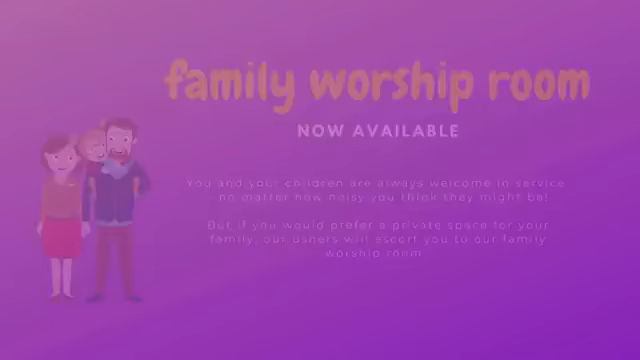 family worship room
NOW AVAILABLE
You and your children are always welcome in service
no matter how noisy you think they might be!
But if you would prefer a private space for your
family, our ushers will escort you to our family
worship room